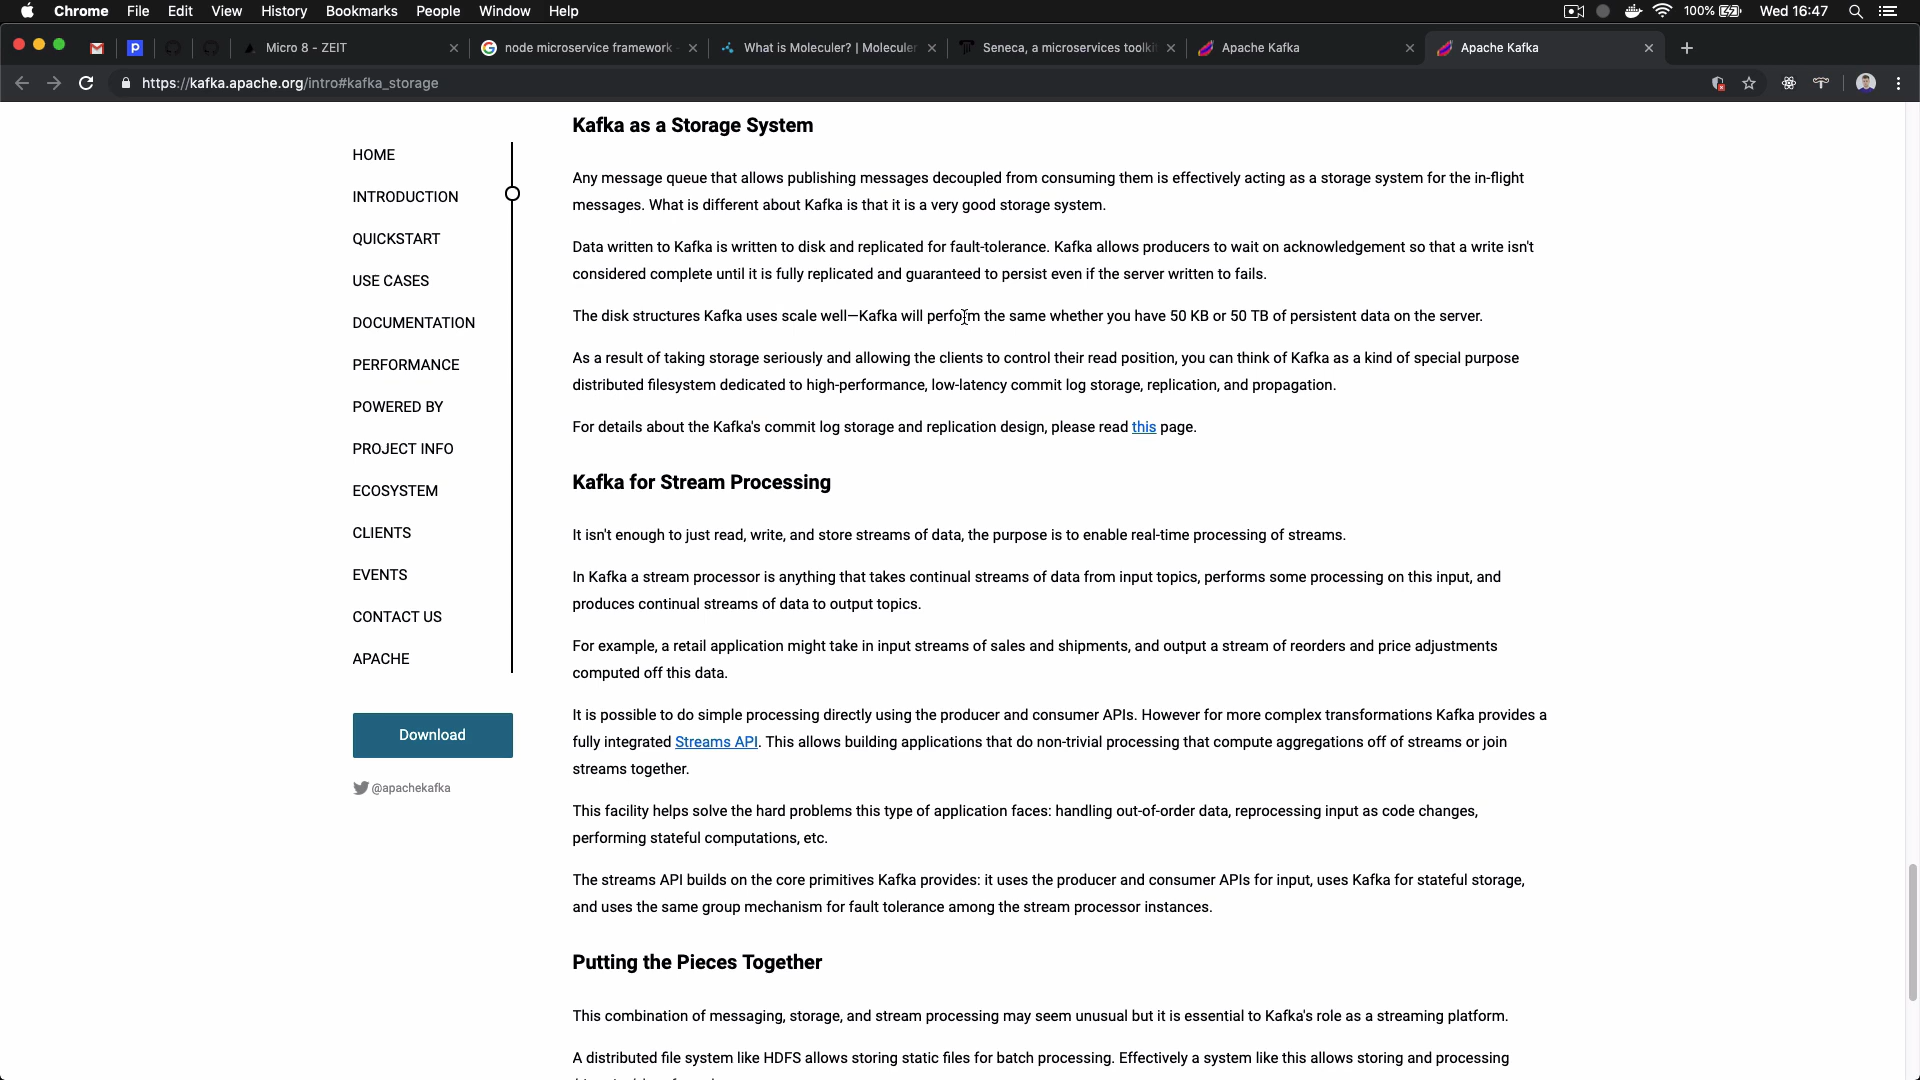 Chrome File Edit View History Bookmarks People Window Help 100% Wed 16:47
Micro 8 - ZEIT
node microservice framework
What is Moleculer? | Moleculer
Seneca, a microservices toolkit
Apache Kafka
Apache Kafka
https://kafka.apache.org/intro#kafka_storage
HOME
INTRODUCTION
QUICKSTART
USE CASES
DOCUMENTATION
PERFORMANCE
POWERED BY
PROJECT INFO
ECOSYSTEM
CLIENTS
EVENTS
CONTACT US
APACHE
Download
@apachekafka
Kafka as a Storage System
Any message queue that allows publishing messages decoupled from consuming them is effectively acting as a storage system for the in-flight
messages. What is different about Kafka is that it is a very good storage system.
Data written to Kafka is written to disk and replicated for fault-tolerance. Kafka allows producers to wait on acknowledgement so that a write isn't
considered complete until it is fully replicated and guaranteed to persist even if the server written to fails.
The disk structures Kafka uses scale well—Kafka will perform the same whether you have 50 KB or 50 TB of persistent data on the server.
As a result of taking storage seriously and allowing the clients to control their read position, you can think of Kafka as a kind of special purpose
distributed filesystem dedicated to high-performance, low-latency commit log storage, replication, and propagation.
For details about the Kafka's commit log storage and replication design, please read this page.
Kafka for Stream Processing
It isn't enough to just read, write, and store streams of data, the purpose is to enable real-time processing of streams.
In Kafka a stream processor is anything that takes continual streams of data from input topics, performs some processing on this input, and
produces continual streams of data to output topics.
For example, a retail application might take in input streams of sales and shipments, and output a stream of reorders and price adjustments
computed off this data.
It is possible to do simple processing directly using the producer and consumer APIs. However for more complex transformations Kafka provides a
fully integrated Streams API. This allows building applications that do non-trivial processing that compute aggregations off of streams or join
streams together.
This facility helps solve the hard problems this type of application faces: handling out-of-order data, reprocessing input as code changes,
performing stateful computations, etc.
The streams API builds on the core primitives Kafka provides: it uses the producer and consumer APIs for input, uses Kafka for stateful storage,
and uses the same group mechanism for fault tolerance among the stream processor instances.
Putting the Pieces Together
This combination of messaging, storage, and stream processing may seem unusual but it is essential to Kafka's role as a streaming platform.
A distributed file system like HDFS allows storing static files for batch processing. Effectively a system like this allows storing and processing